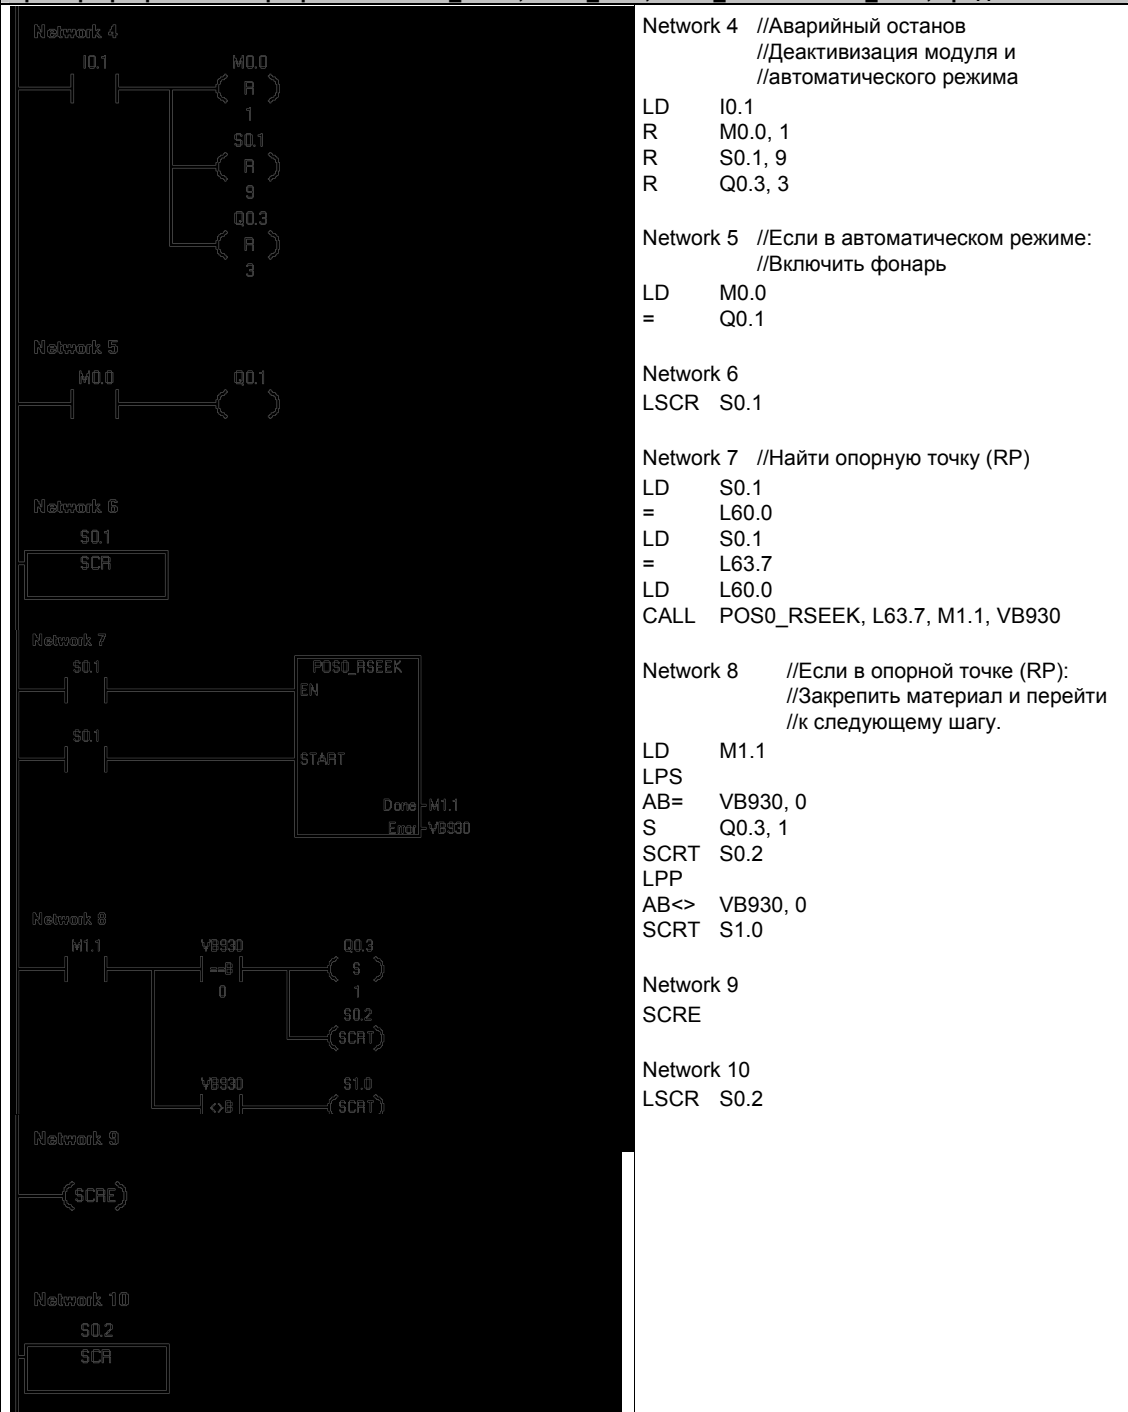 Network 4
I0.1 M0.0
R
1
S0.1
R
9
Q0.3
R
3
Network 5
M0.0 Q0.1
Network 6
S0.1
SCR
Network 7
S0.1 POS0_RSEEK
EN
S0.1
START
Done M1.1
Error VB930
Network 8
M1.1 VB930 Q0.3
==B S
0 1
S0.2
SCRT
VB930 S1.0
<>B SCRT
Network 9
SCRE
Network 10
S0.2
SCR
Network 4 //Аварийный останов
//Деактивизация модуля и
//автоматического режима
LD I0.1
R M0.0, 1
R S0.1, 9
R Q0.3, 3
Network 5 //Если в автоматическом режиме:
//Включить фонарь
LD M0.0
= Q0.1
Network 6
LSCR S0.1
Network 7 //Найти опорную точку (RP)
LD S0.1
= L60.0
LD S0.1
= L63.7
LD L60.0
CALL POS0_RSEEK, L63.7, M1.1, VB930
Network 8 //Если в опорной точке (RP):
//Закрепить материал и перейти
//к следующему шагу.
LD M1.1
LPS
AB= VB930, 0
S Q0.3, 1
SCRT S0.2
LPP
AB<> VB930, 0
SCRT S1.0
Network 9
SCRE
Network 10
LSCR S0.2